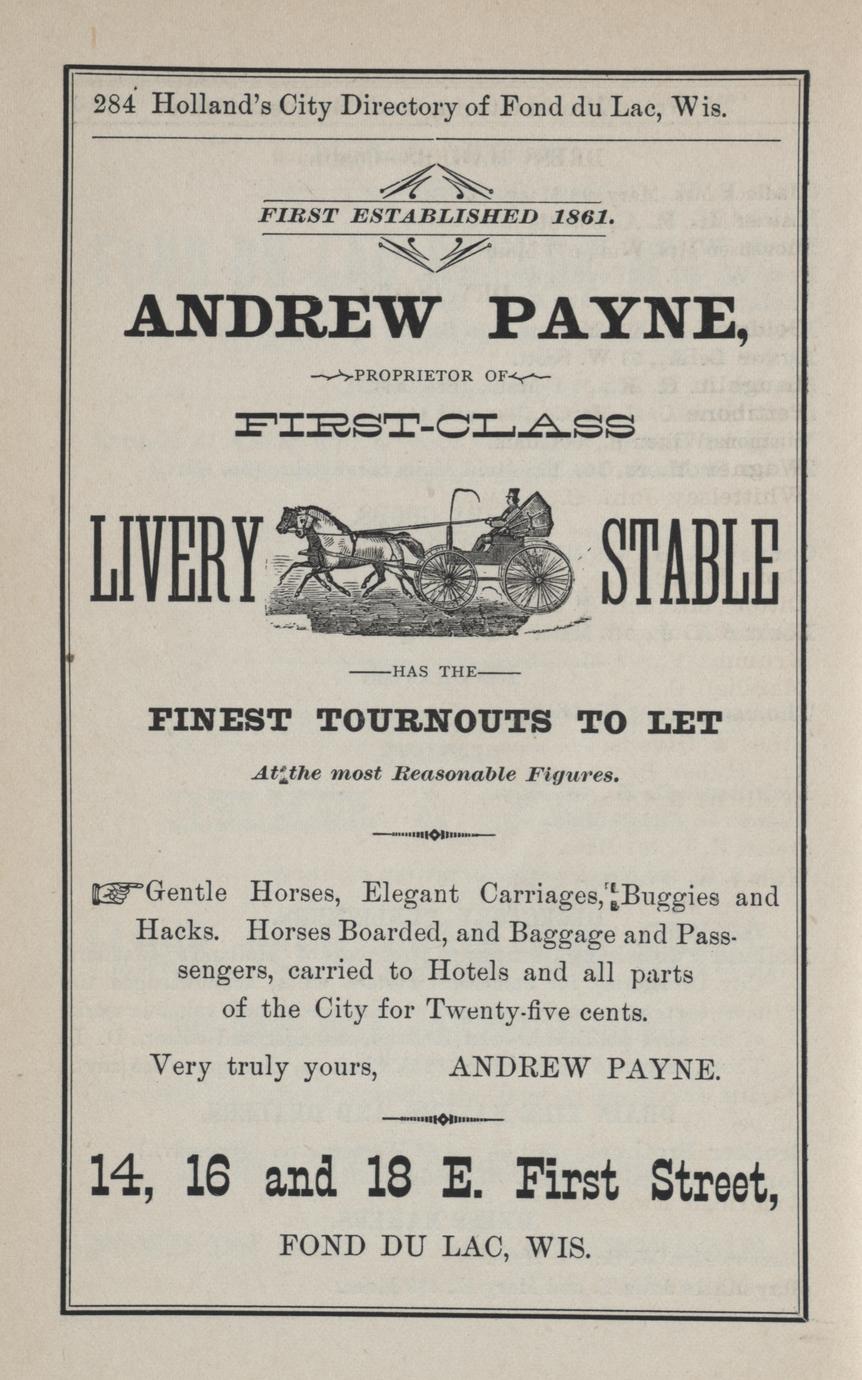 284 Holland's City Directory of Fond du Lac, Wis.
FIRST ESTABLISHED 1861.
ANDREW PAYNE,
PROPRIETOR OF
FIRST-CLASS
LIVERY STABLE
HAS THE
FINEST TOURNOUTS TO LET
At the most Reasonable Figures.
☞Gentle Horses, Elegant Carriages, Buggies and
Hacks. Horses Boarded, and Baggage and Pass-
sengers, carried to Hotels and all parts
of the City for Twenty-five cents.
Very truly yours, ANDREW PAYNE.
14, 16 and 18 E. First Street,
FOND DU LAC, WIS.